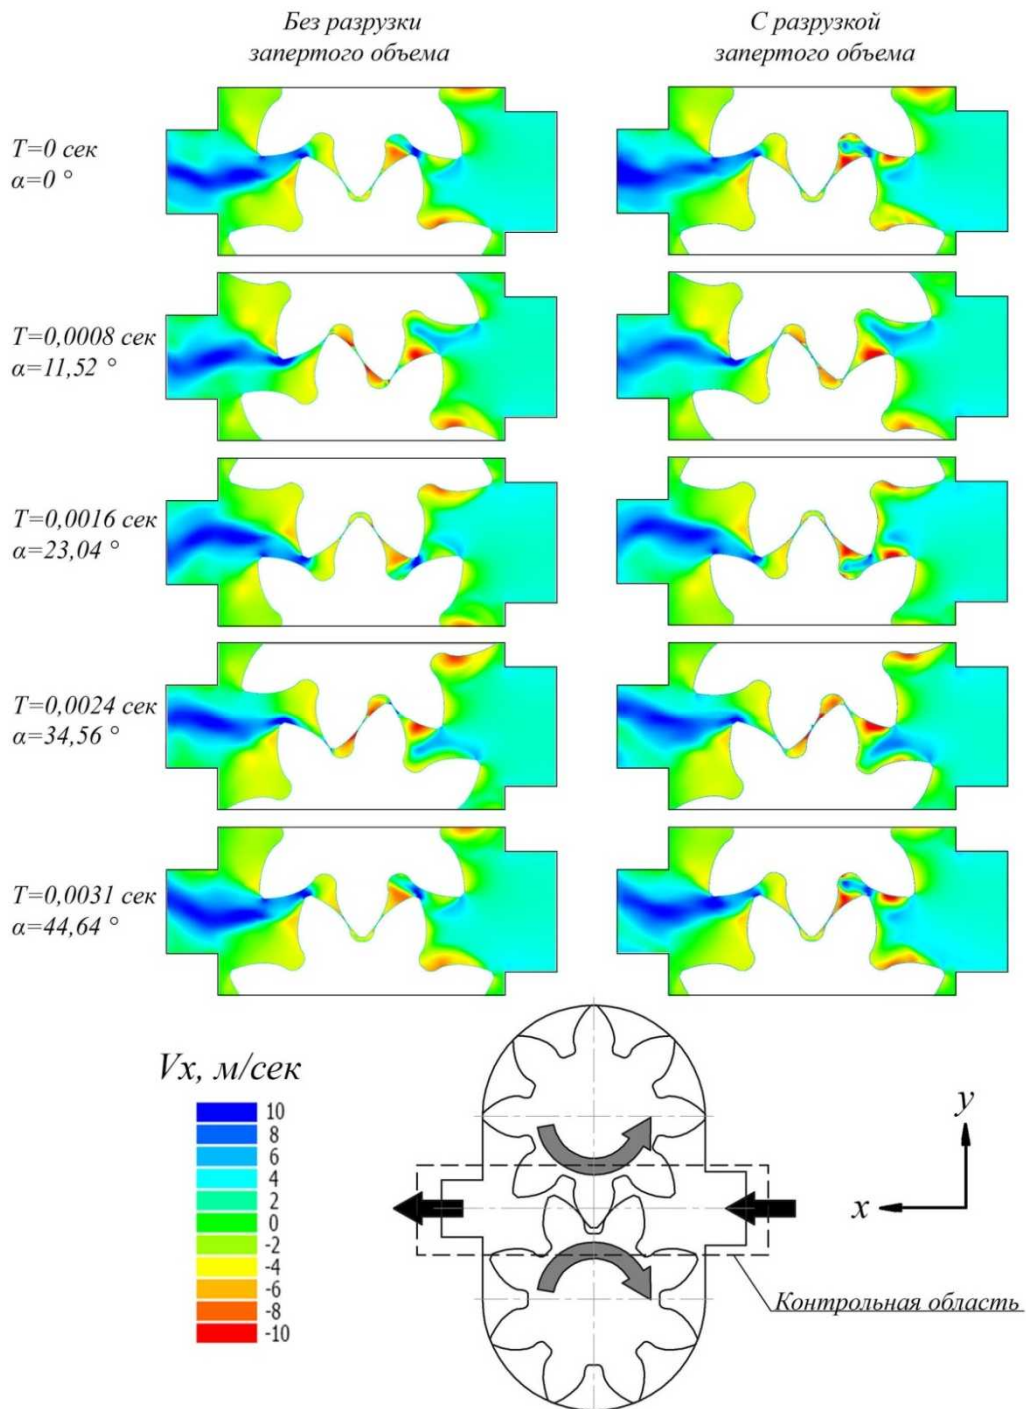 Без разрузки
запертого объема
С разрузкой
запертого объема
T=0 сек
α=0 °
T=0,0008 сек
α=11,52 °
T=0,0016 сек
α=23,04 °
T=0,0024 сек
α=34,56 °
T=0,0031 сек
α=44,64 °
Vx, м/сек
10
8
6
4
2
0
-2
-4
-6
-8
-10
y
x
Контрольная область